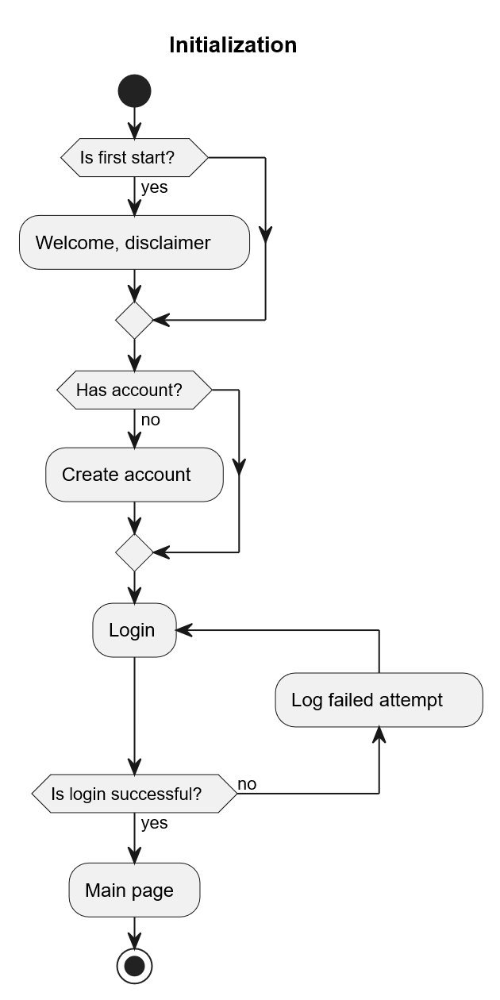 Initialization
Is first start?
yes
Welcome, disclaimer
Has account?
no
Create account
Login
Log failed attempt
Is login successful?
no
yes
Main page